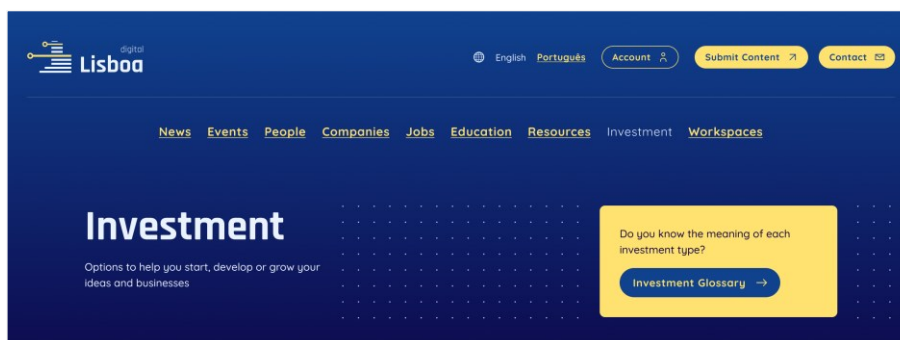 digital
Lisboa
English Português Account Submit Content Contact
News Events People Companies Jobs Education Resources Investment Workspaces
Investment
Options to help you start, develop or grow your
ideas and businesses
Do you know the meaning of each
investment type?
Investment Glossary